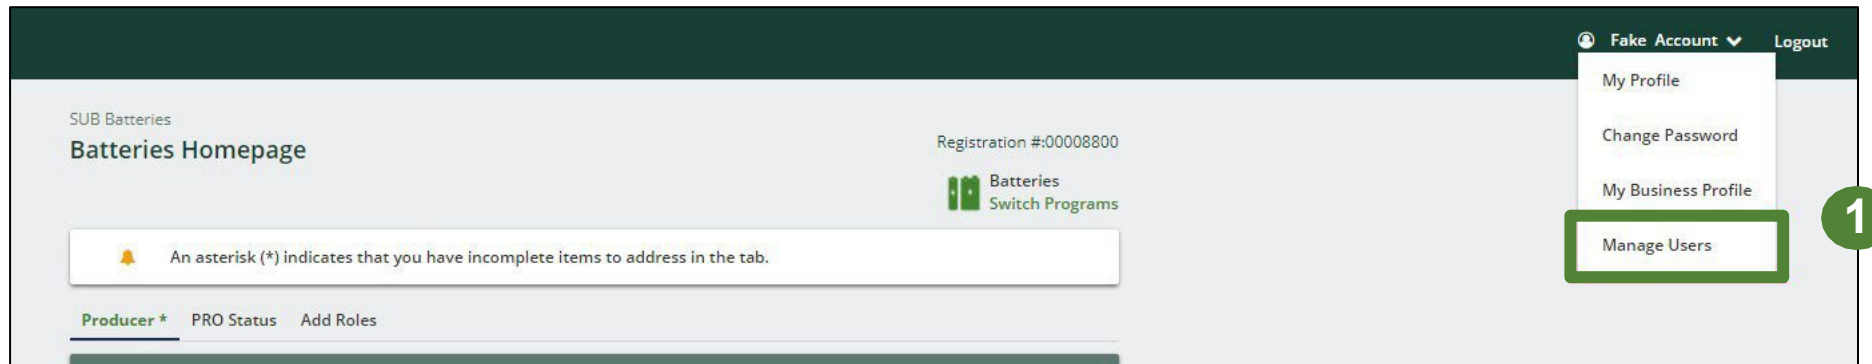 Fake Account
Logout
My Profile
Change Password
My Business Profile
Manage Users
1
SUB Batteries
Batteries Homepage
Registration #:00008800
Batteries
Switch Programs
An asterisk (*) indicates that you have incomplete items to address in the tab.
Producer * PRO Status Add Roles